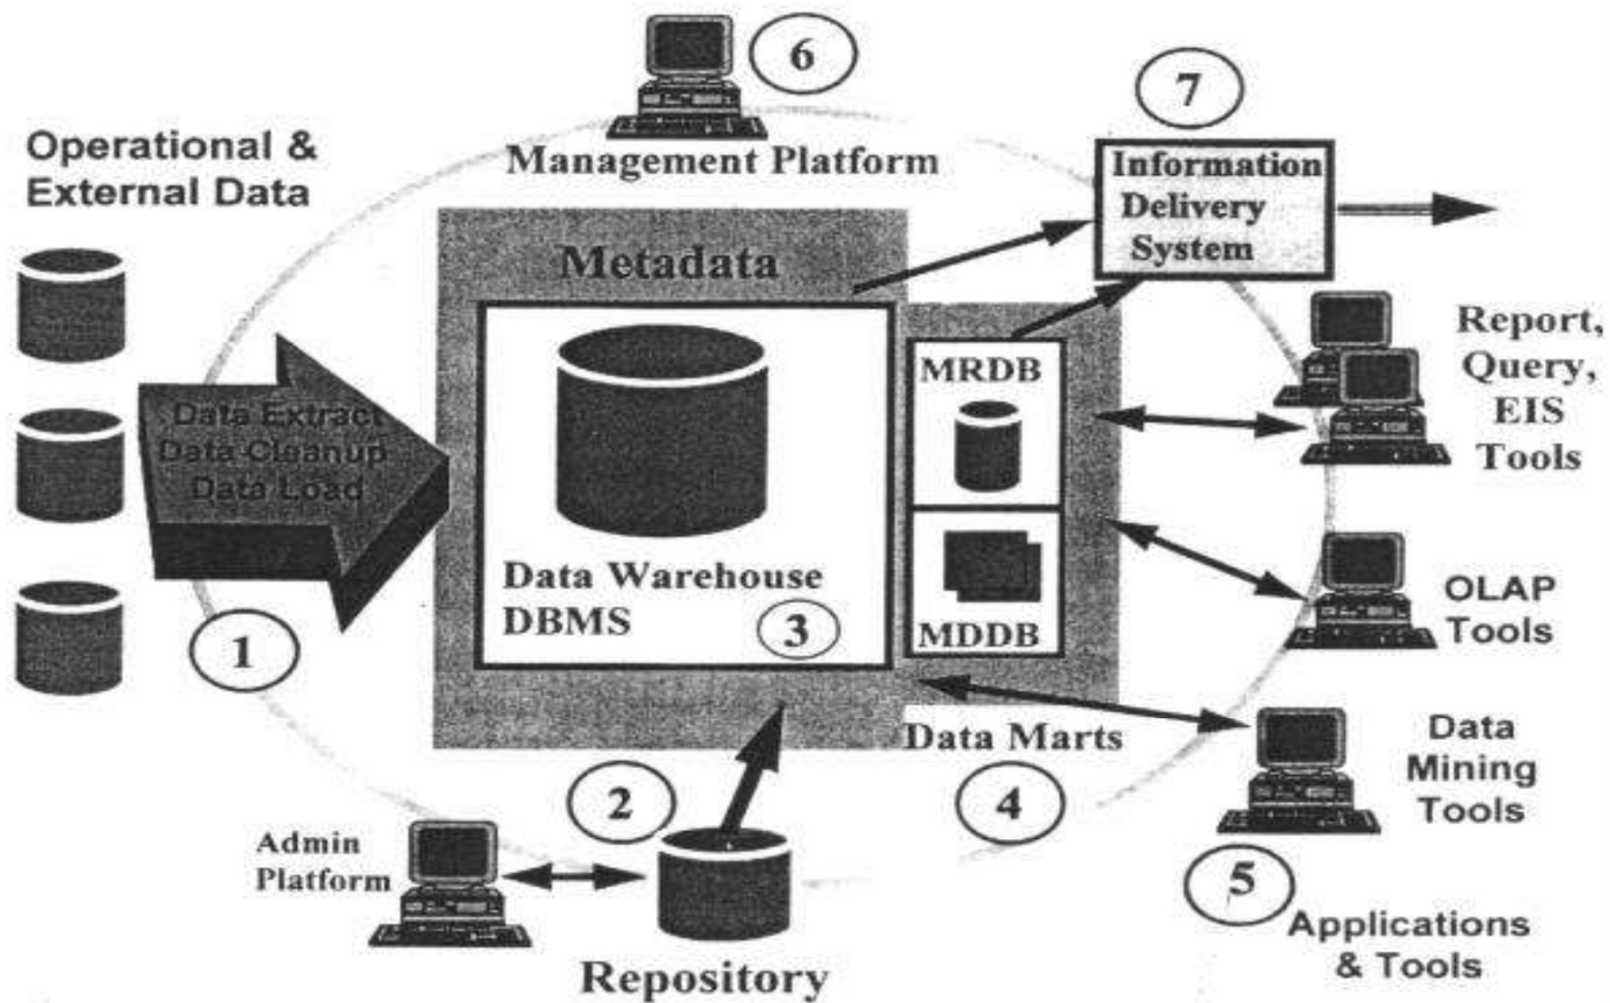 6
Management Platform
7
Information
Delivery
System
Operational &
External Data
Metadata
Data Extract
Data Cleanup
Data Load
1
Data Warehouse
DBMS
3
MRDB
MDDB
Report,
Query,
EIS
Tools
OLAP
Tools
Data Marts
4
Data
Mining
Tools
5
Applications
& Tools
2
Admin
Platform
Repository